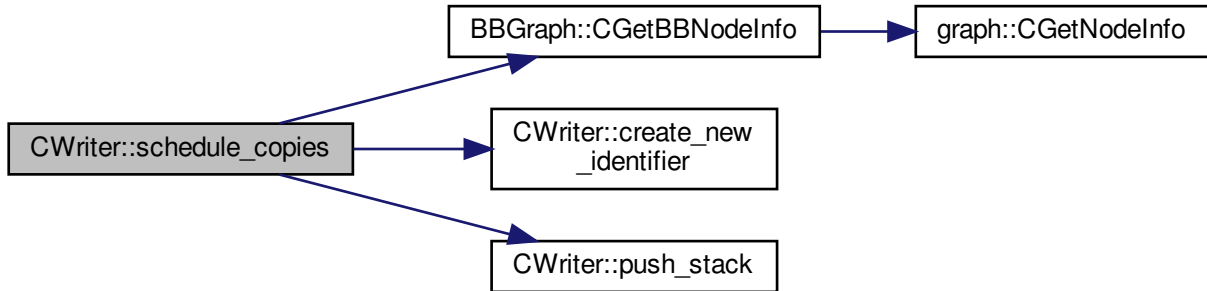 BBGraph::CGetBBNodeInfo
graph::CGetNodeInfo
CWriter::schedule_copies
CWriter::create_new
_identifier
CWriter::push_stack